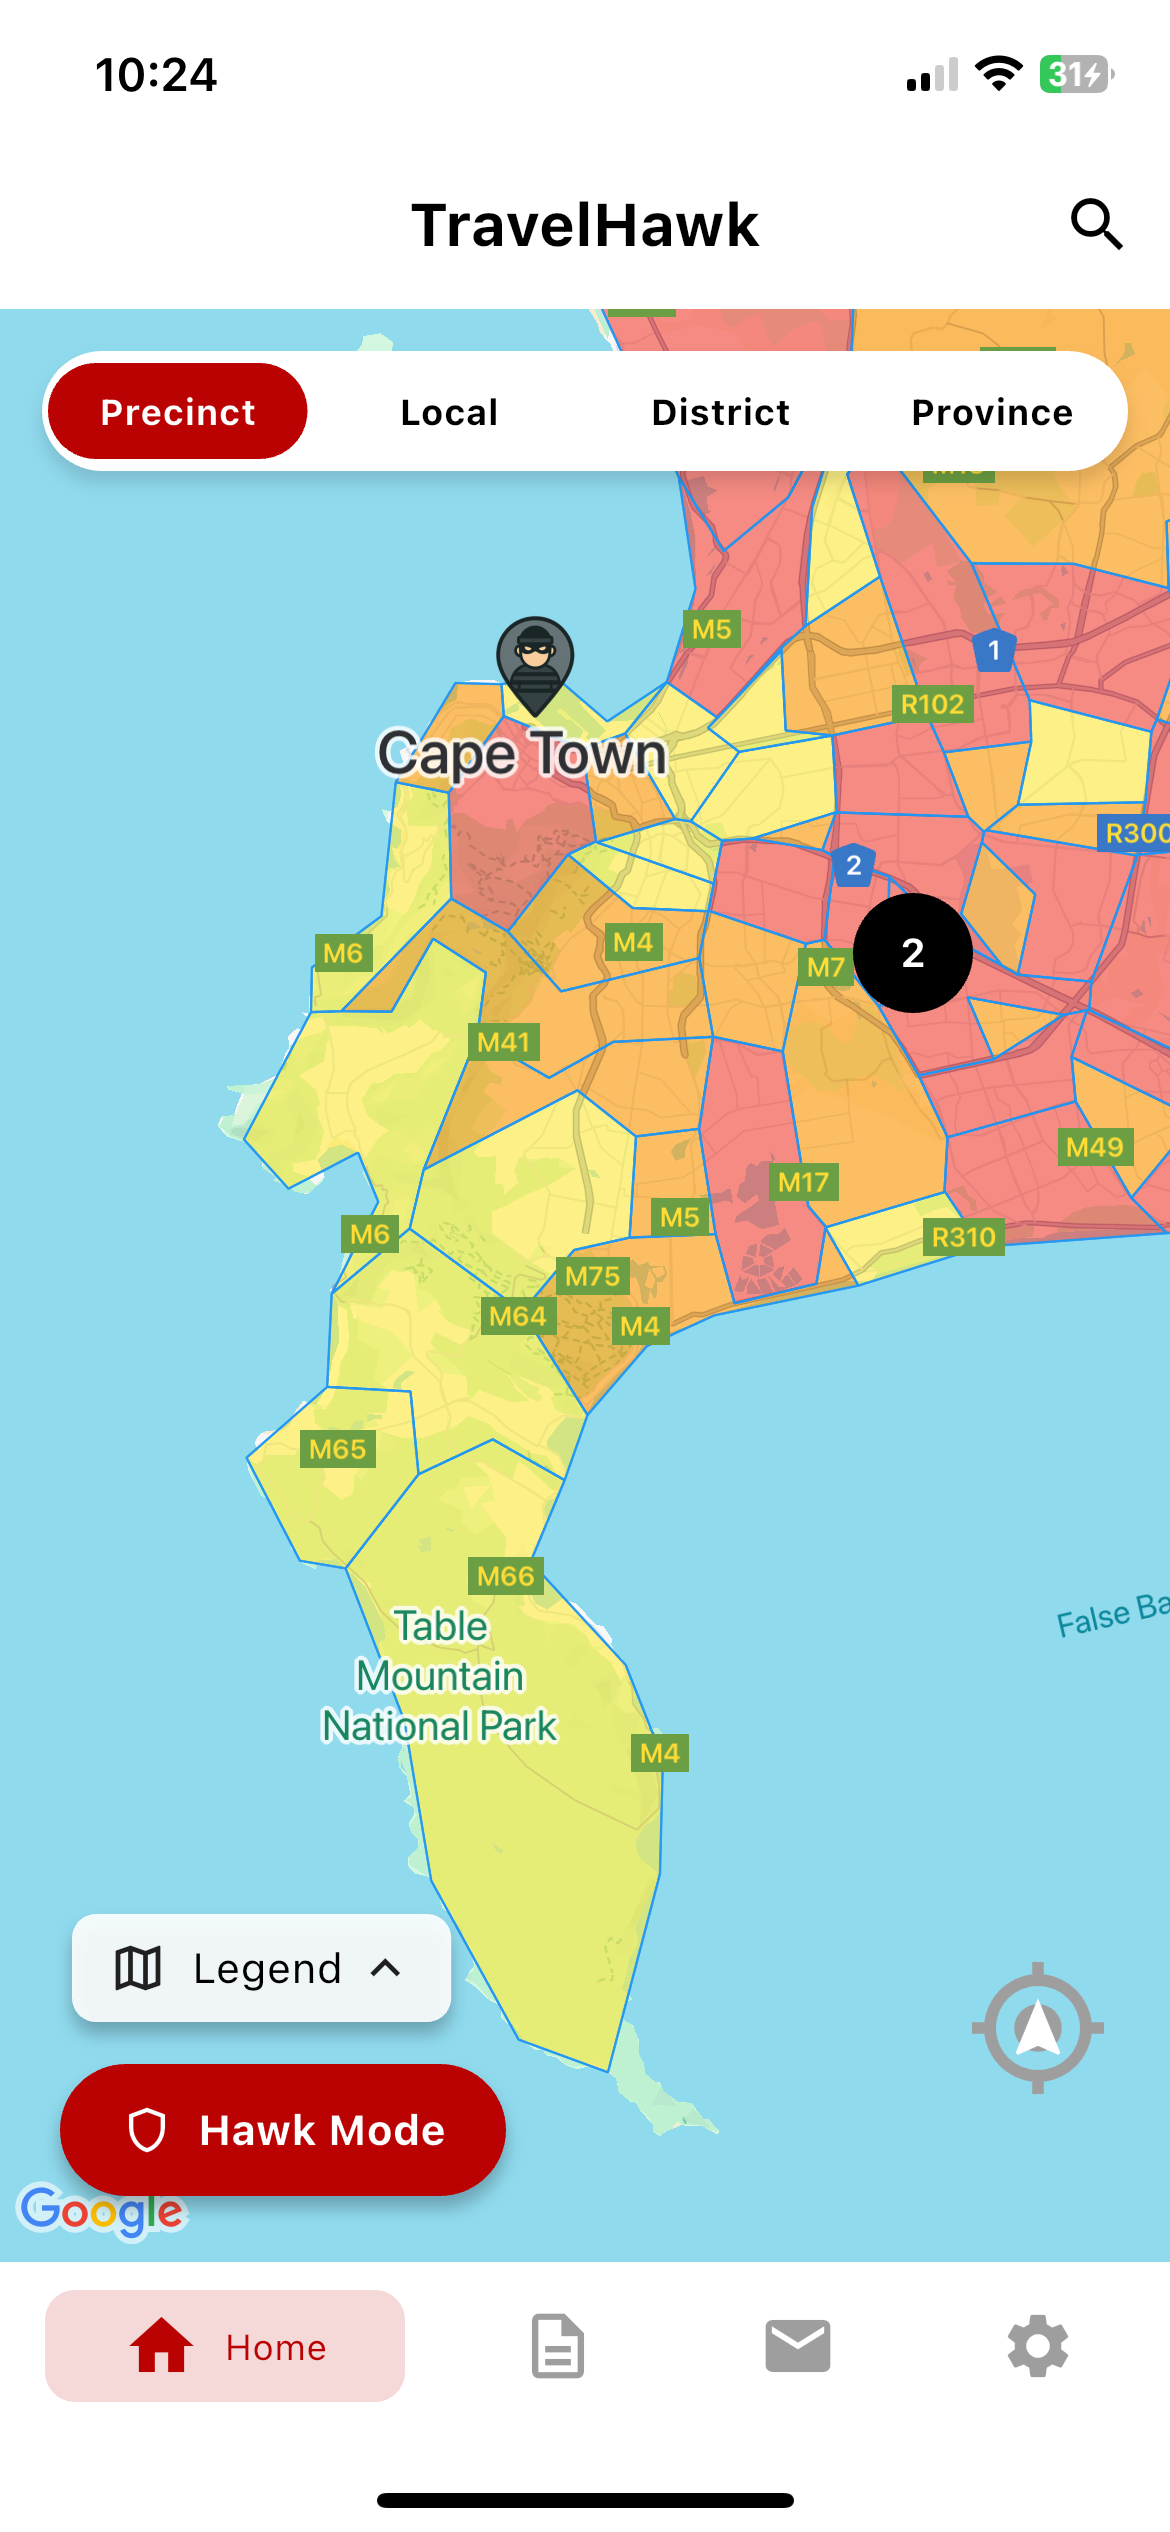 10:24
31
TravelHawk
Precinct
Local
District
Province
M5
1
R102
Cape Town
R300
2
M4
M6
M7
2
M41
M49
M17
M5
M6
R310
M75
M64
M4
M65
M66
Table
Mountain
National Park
False Ba
M4
Legend
Hawk Mode
Google
Home